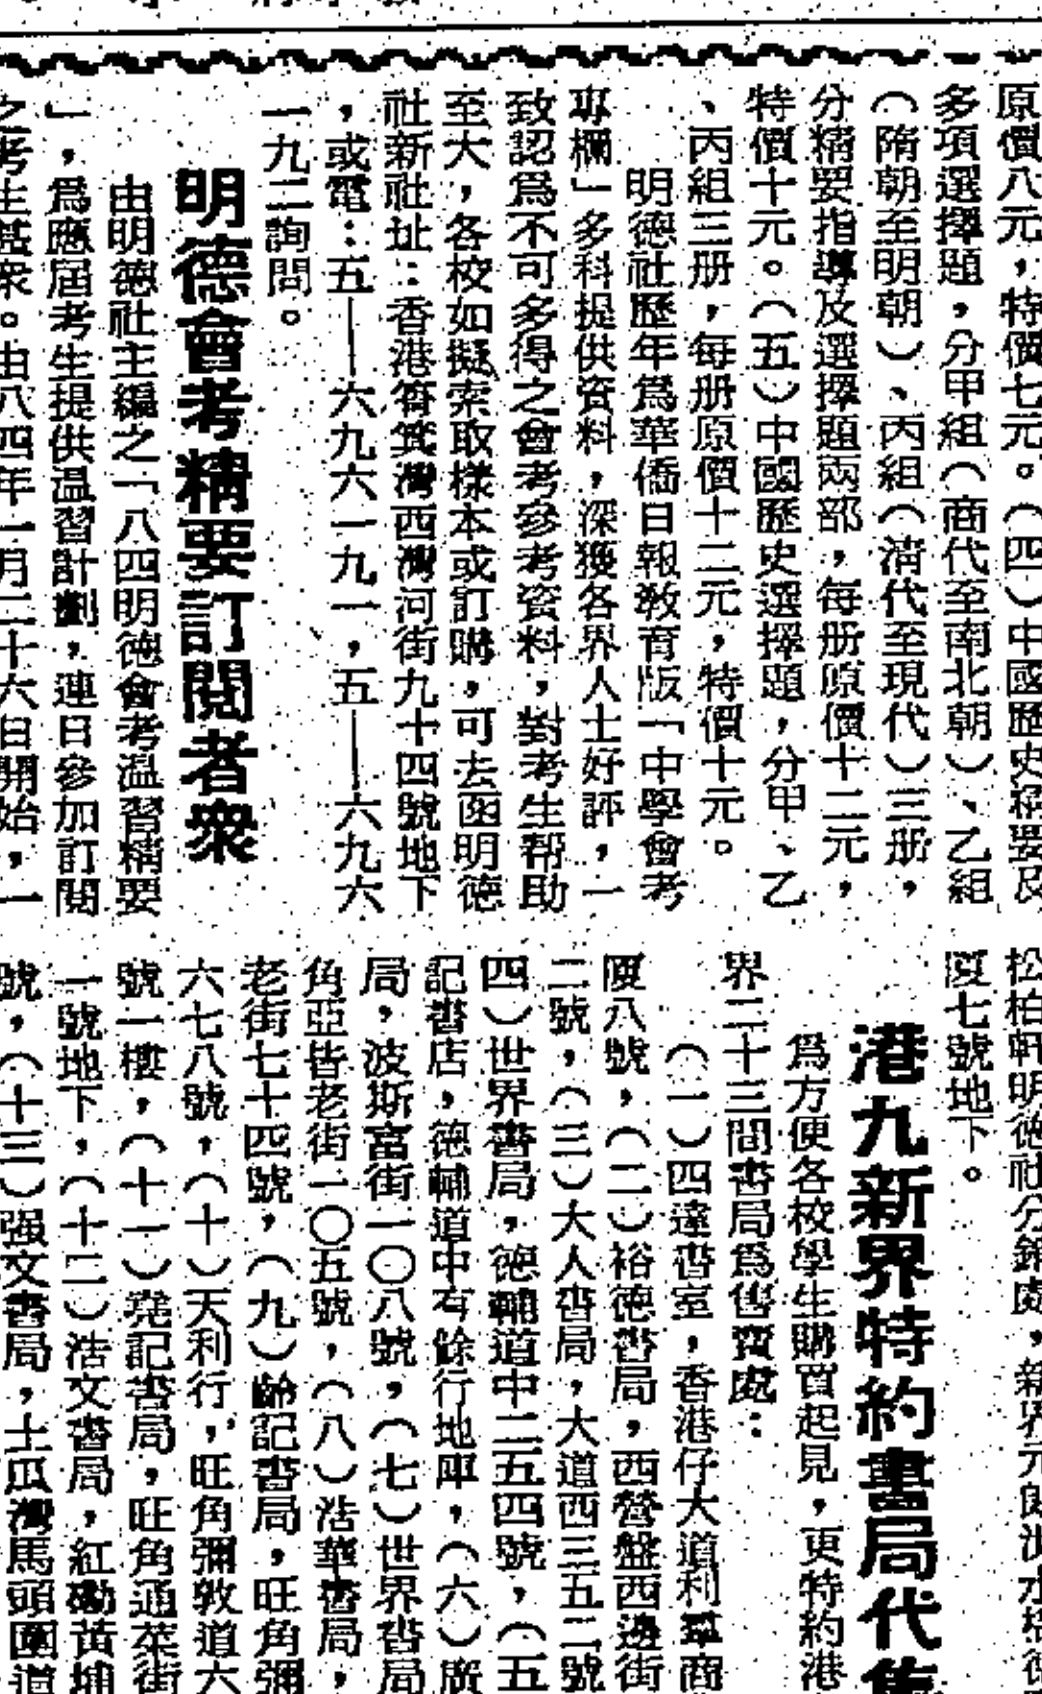 原價八元，特價七元。（四）中國歷史精要及
多項選擇題，分甲組（商代至南北朝）、乙組
（隋朝至明朝）、丙組（清代至現代）三册，
分精要指導及選擇題兩部，每册原價十二元，
特價十元。（五）中國歷史選擇題，分甲、乙
、丙組三册，每册原價十二元，特價十元。
明德社歷年爲華僑日報教育版「中學會考
專欄」多科提供資料，深獲各界人士好評，一
致認爲不可多得之會考參考資料，對考生帮助
至大，各校如擬索取樣本或訂購，可去函明德
社新社址：香港筲箕灣西灣河街九十四號地下
，或電：五——六九六一九一，五——六九六
一九二詢問。
明德會考精要訂閱者衆
由明德社主編之「八四明德會考溫習精要
」，爲應屆考生提供温習計劃，連日參加訂閱
之考生甚衆。由八四年一月二十六日開始，一
松柏軒明德社分銷處，新界元朗洪水橋德
廈七號地下。
港九新界特約書局代售
爲方便各校學生購買起見，更特約港
界二十三間書局爲售賣處：
（一）四達書室，香港仔大道利羣商
廈八號，（二）裕德書局，西營盤西邊街
二號，（三）大人書局，大道西三五二號
四）世界書局，德輔道中二五四號，（五
記書店，德輔道中有餘行地庫，（六）廣
局，波斯富街一〇八號，（七）世界書局
角亞皆老街一〇五號，（八）浩華書局，
老街七十四號，（九）齡記書局，旺角彌
六七八號，（十）天利行，旺角彌敦道六
號一樓，（十一）堯記書局，旺角通菜街
一號地下，（十二）浩文書局，紅磡黃埔
號，（十三）强文書局，土瓜灣馬頭圍道